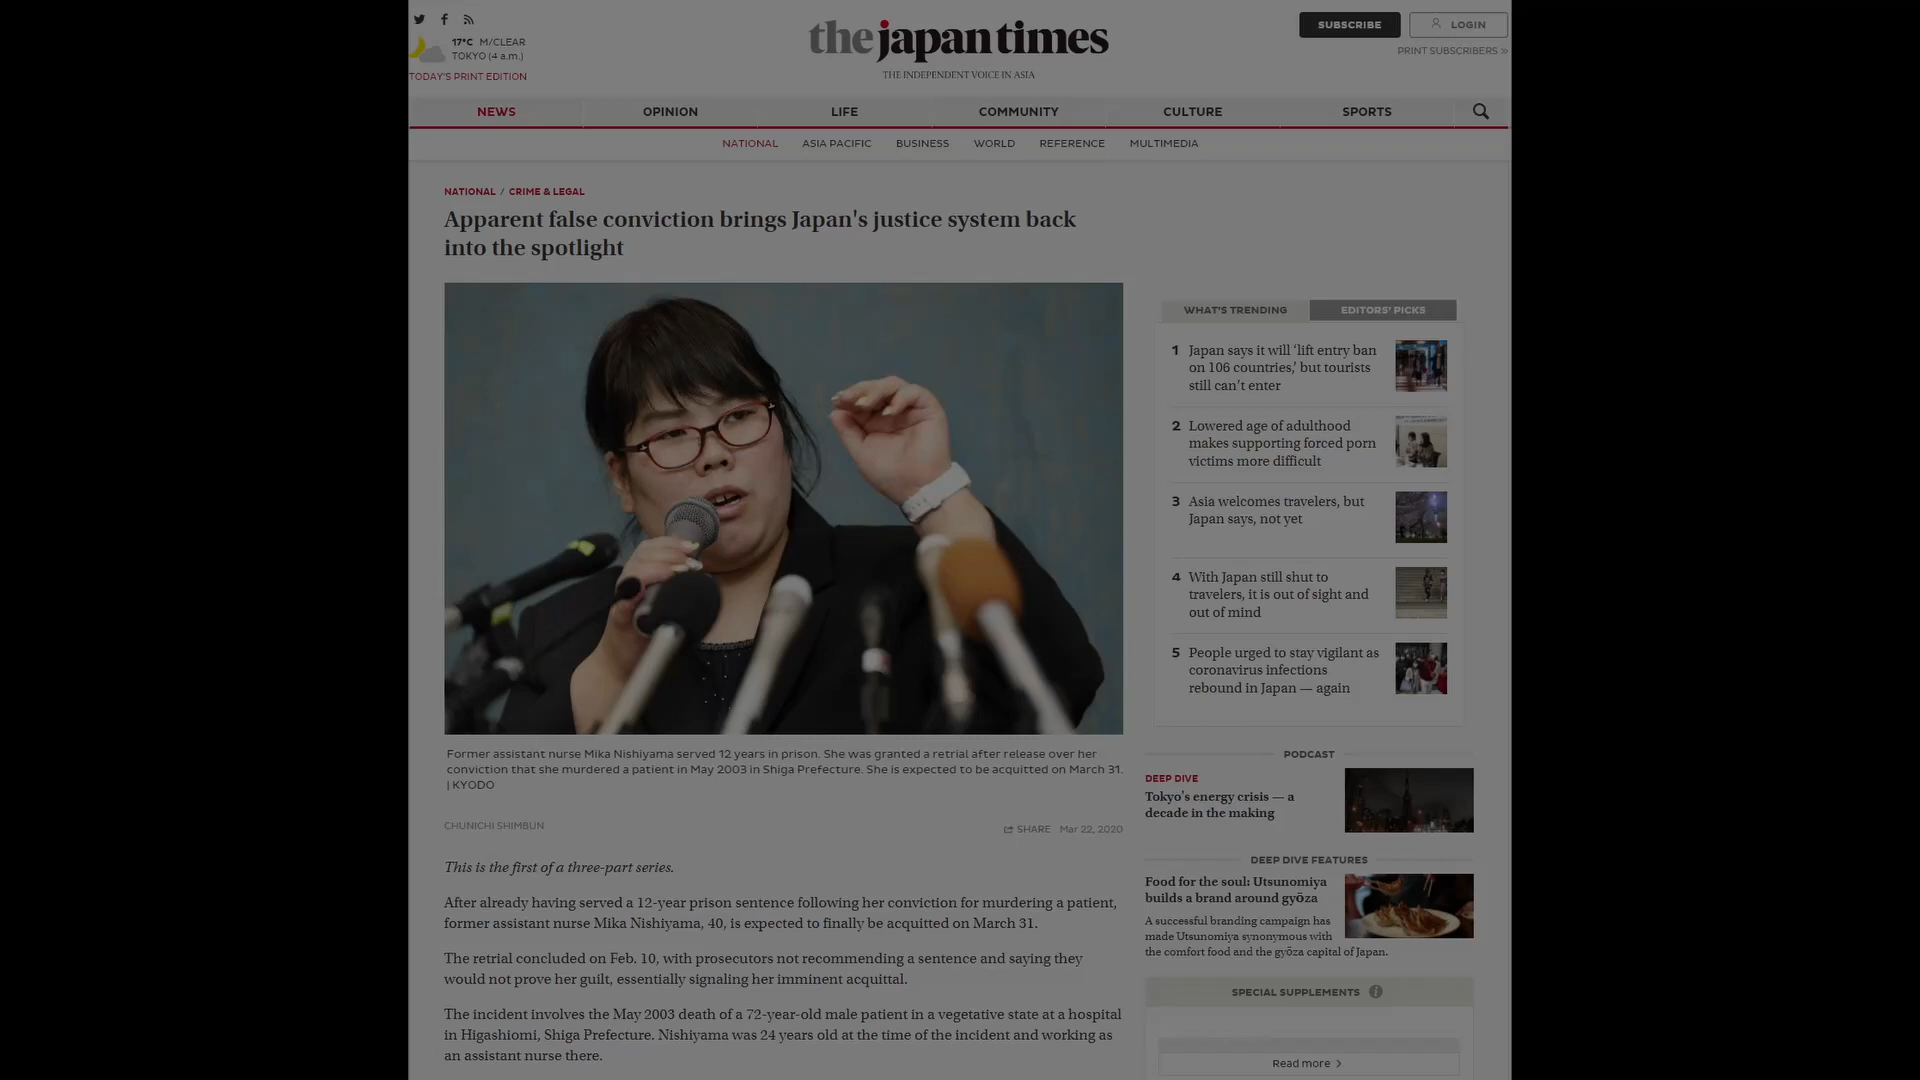 17°C M/CLEAR
TOKYO (4 a.m.)
TODAY'S PRINT EDITION
the japan times
THE INDEPENDENT VOICE IN ASIA
SUBSCRIBE
LOGIN
PRINT SUBSCRIBERS »
NEWS OPINION LIFE COMMUNITY CULTURE SPORTS
NATIONAL ASIA PACIFIC BUSINESS WORLD REFERENCE MULTIMEDIA
NATIONAL / CRIME & LEGAL
Apparent false conviction brings Japan's justice system back
into the spotlight
Former assistant nurse Mika Nishiyama served 12 years in prison. She was granted a retrial after release over her
conviction that she murdered a patient in May 2003 in Shiga Prefecture. She is expected to be acquitted on March 31.
| KYODO
CHUNICHI SHIMBUN
SHARE Mar 22, 2020
This is the first of a three-part series.
After already having served a 12-year prison sentence following her conviction for murdering a patient,
former assistant nurse Mika Nishiyama, 40, is expected to finally be acquitted on March 31.
The retrial concluded on Feb. 10, with prosecutors not recommending a sentence and saying they
would not prove her guilt, essentially signaling her imminent acquittal.
The incident involves the May 2003 death of a 72-year-old male patient in a vegetative state at a hospital
in Higashiomi, Shiga Prefecture. Nishiyama was 24 years old at the time of the incident and working as
an assistant nurse there.
WHAT'S TRENDING EDITORS' PICKS
1 Japan says it will ‘lift entry ban
on 106 countries,’ but tourists
still can’t enter
2 Lowered age of adulthood
makes supporting forced porn
victims more difficult
3 Asia welcomes travelers, but
Japan says, not yet
4 With Japan still shut to
travelers, it is out of sight and
out of mind
5 People urged to stay vigilant as
coronavirus infections
rebound in Japan — again
PODCAST
DEEP DIVE
Tokyo's energy crisis — a
decade in the making
DEEP DIVE FEATURES
Food for the soul: Utsunomiya
builds a brand around gyōza
A successful branding campaign has
made Utsunomiya synonymous with
the comfort food and the gyōza capital of Japan.
SPECIAL SUPPLEMENTS
Read more >